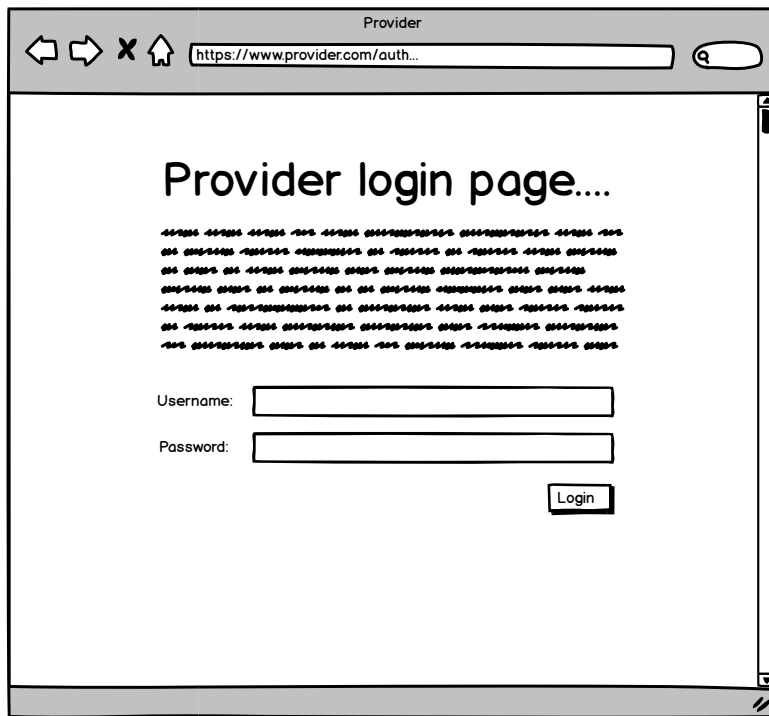 Provider
https://www.provider.com/auth...
Provider login page....
Username:
Password:
Login